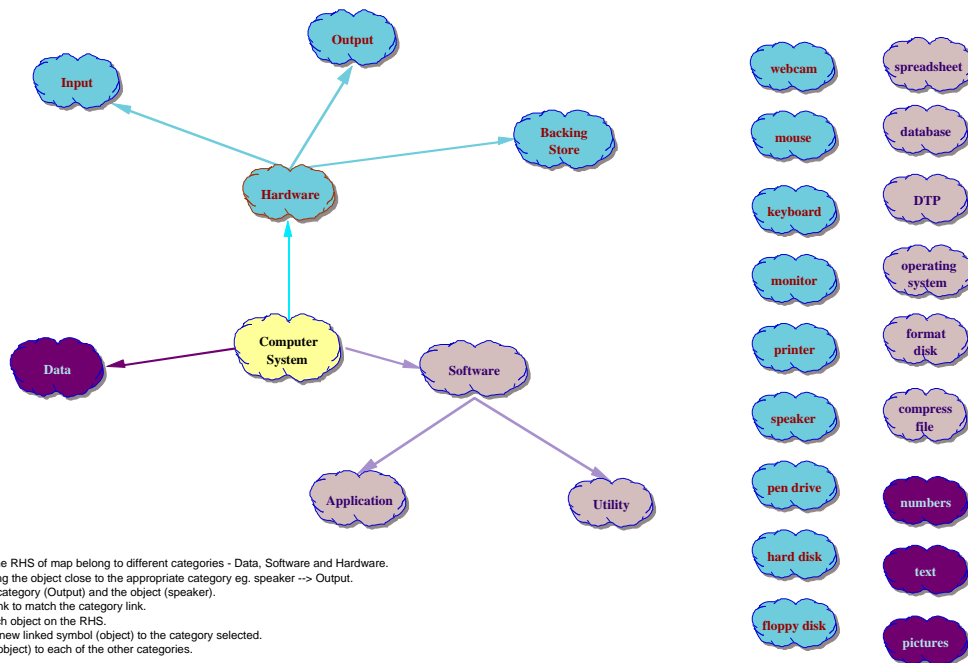 Output
Input
Backing
Store
Hardware
Computer
System
Data
Software
Application
Utility
webcam
mouse
keyboard
monitor
printer
speaker
pen drive
hard disk
floppy disk
spreadsheet
database
DTP
operating
system
format
disk
compress
file
numbers
text
pictures
RHS of map belong to different categories - Data, Software and Hardware.
the object close to the appropriate category eg. speaker --> Output.
category (Output) and the object (speaker).
to match the category link.
object on the RHS.
new linked symbol (object) to the category selected.
object) to each of the other categories.